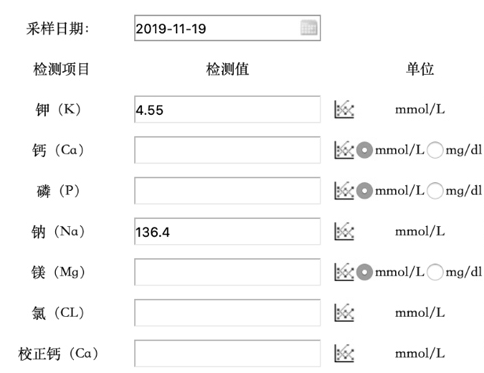 采样日期： 2019-11-19
检测项目 检测值 单位
钾（K） 4.55 mmol/L
钙（Ca） mmol/L mg/dl
磷（P） mmol/L mg/dl
钠（Na） 136.4 mmol/L
镁（Mg） mmol/L mg/dl
氯（CL） mmol/L
校正钙（Ca） mmol/L